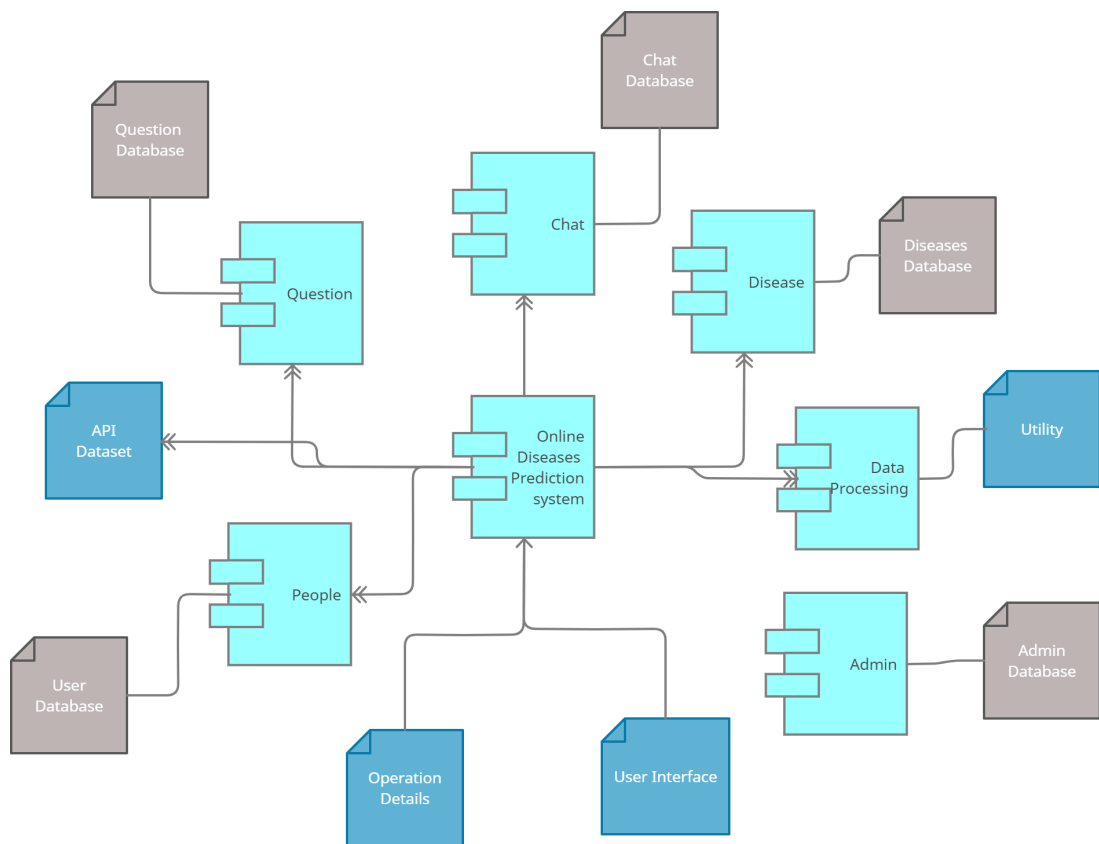 Chat
Database
Question
Database
Chat
Diseases
Database
Disease
Question
API
Dataset
Online
Diseases
Prediction
system
Utility
Data
Processing
People
User
Database
Admin
Admin
Database
Operation
Details
User Interface